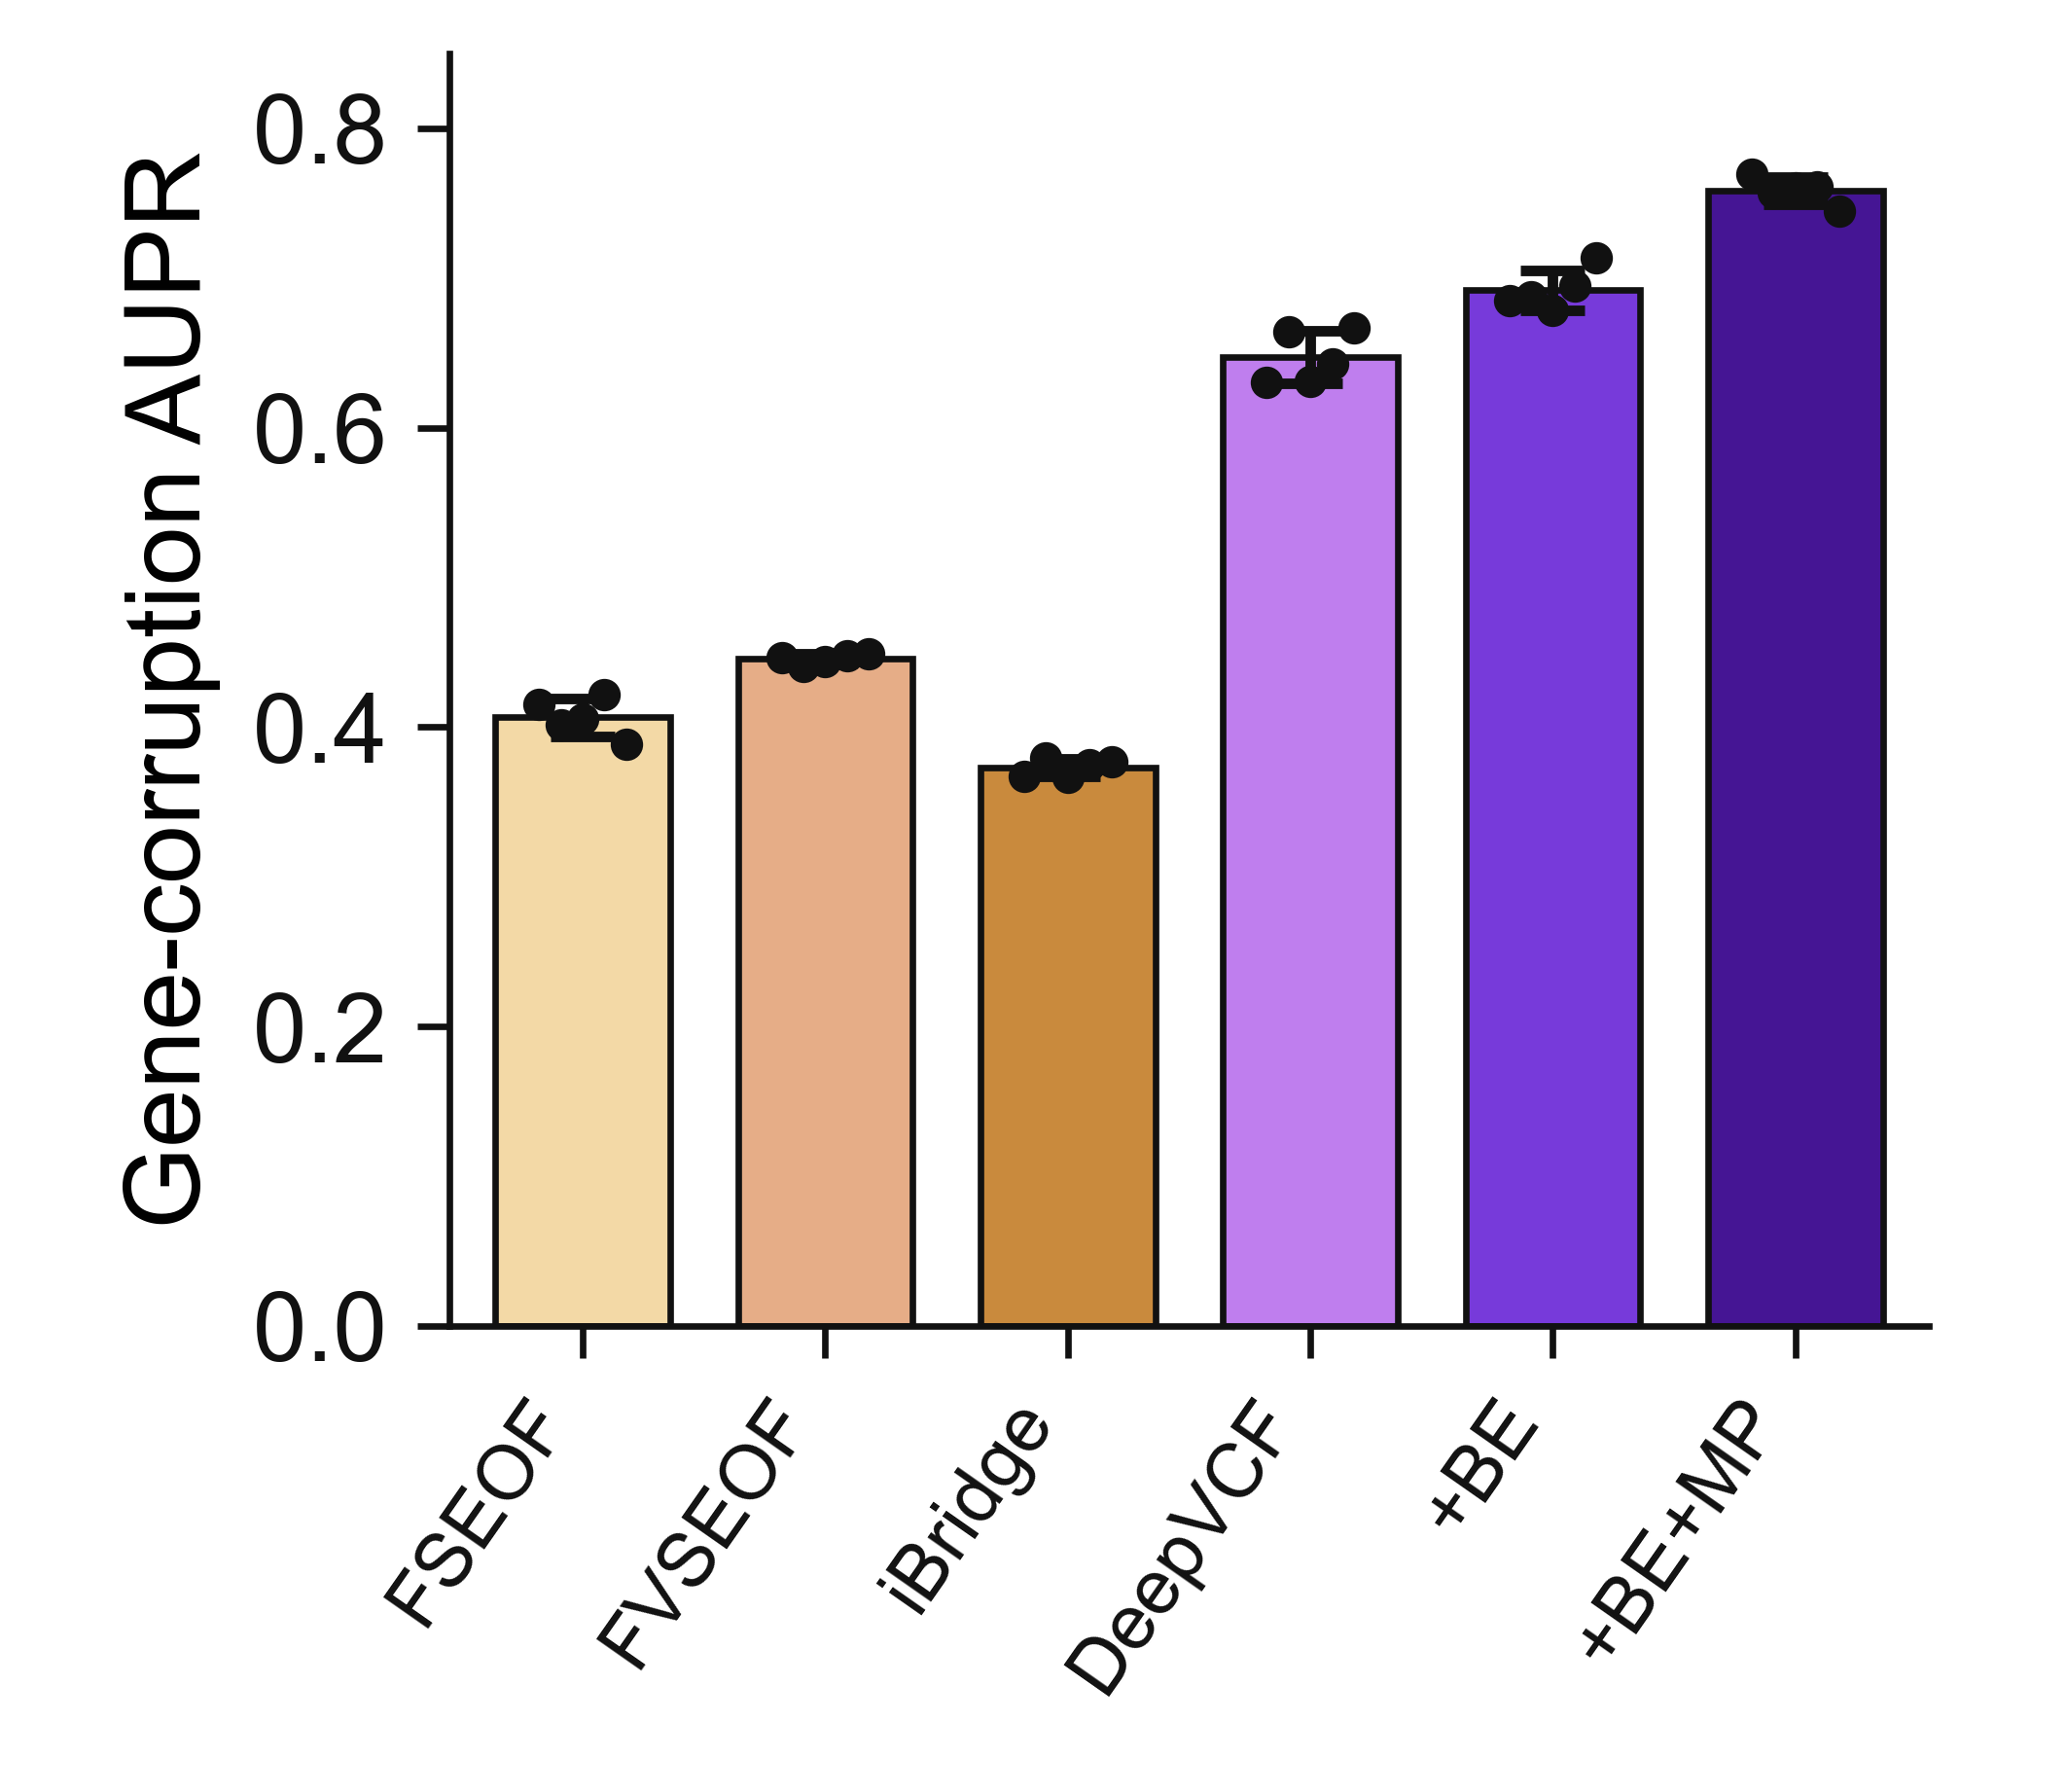 Gene-corruption AUPR
0.8
0.6
0.4
0.2
0.0
FSEOF
FVSEOF
iBridge
DeepVCF
+BE
+BE+MP